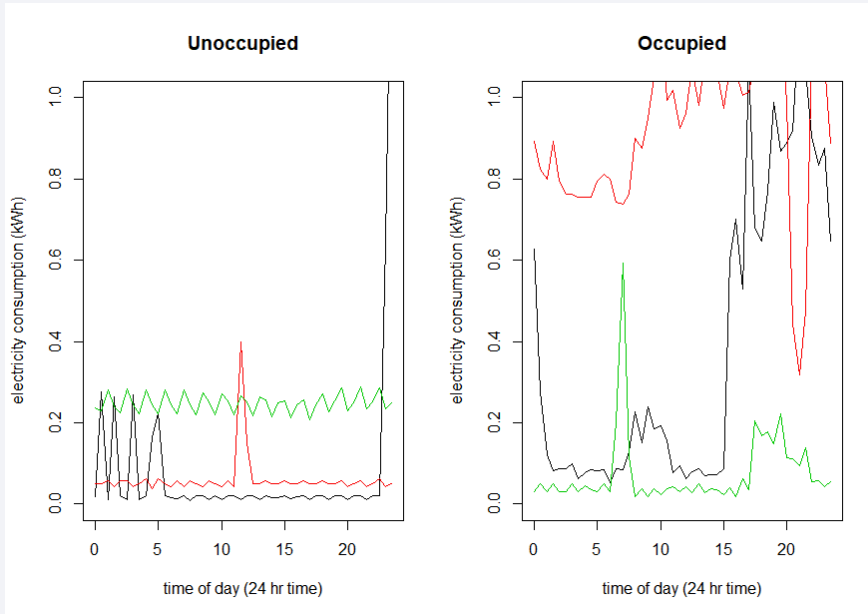 Unoccupied
electricity consumption (kWh)
1.0
0.8
0.6
0.4
0.2
0.0
0 5 10 15 20
time of day (24 hr time)
Occupied
electricity consumption (kWh)
1.0
0.8
0.6
0.4
0.2
0.0
0 5 10 15 20
time of day (24 hr time)